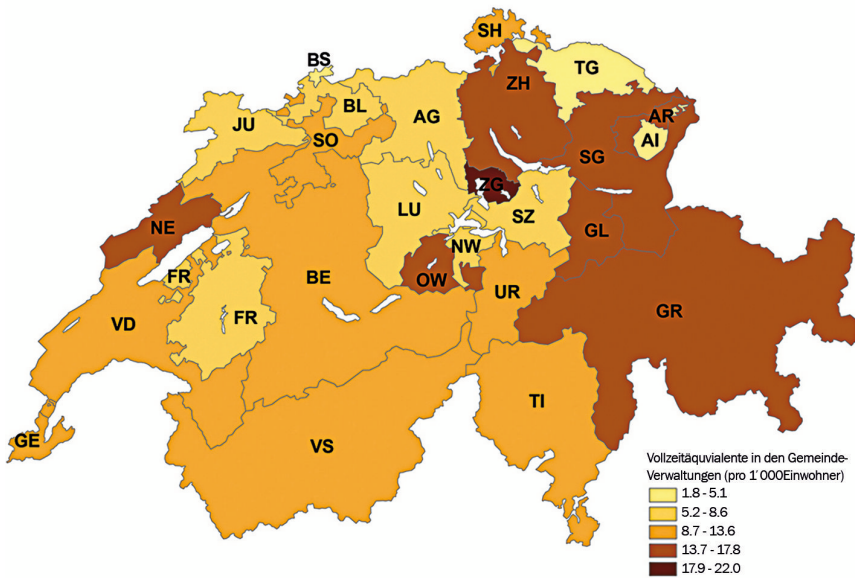 SH
BS
TG
ZH
BL
AG
JU
AR
SO
AI
SG
ZG
LU
SZ
NE
NW
GL
FR
BE
OW
UR
GR
VD
FR
TI
GE
VS
Vollzeitäquvialente in den Gemeinde-
Verwaltungen (pro 1´000Einwohner)
1.8 - 5.1
5.2 - 8.6
8.7 - 13.6
13.7 - 17.8
17.9 - 22.0